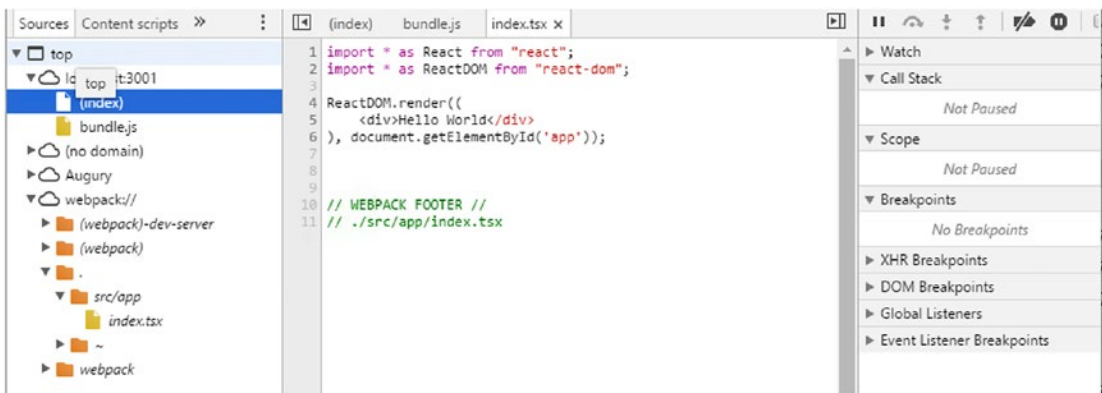 Sources Content scripts »
top
lo st:3001
top
(index)
bundle.js
(no domain)
Augury
webpack://
(webpack)-dev-server
(webpack)
.
src/app
index.tsx
~
webpack
(index) bundle.js index.tsx ×
1 import * as React from "react";
2 import * as ReactDOM from "react-dom";
3
4 ReactDOM.render((
5 <div>Hello World</div>
6 ), document.getElementById('app'));
7
8
9
10 // WEBPACK FOOTER //
11 // ./src/app/index.tsx
Watch
Call Stack
Not Paused
Scope
Not Paused
Breakpoints
No Breakpoints
XHR Breakpoints
DOM Breakpoints
Global Listeners
Event Listener Breakpoints